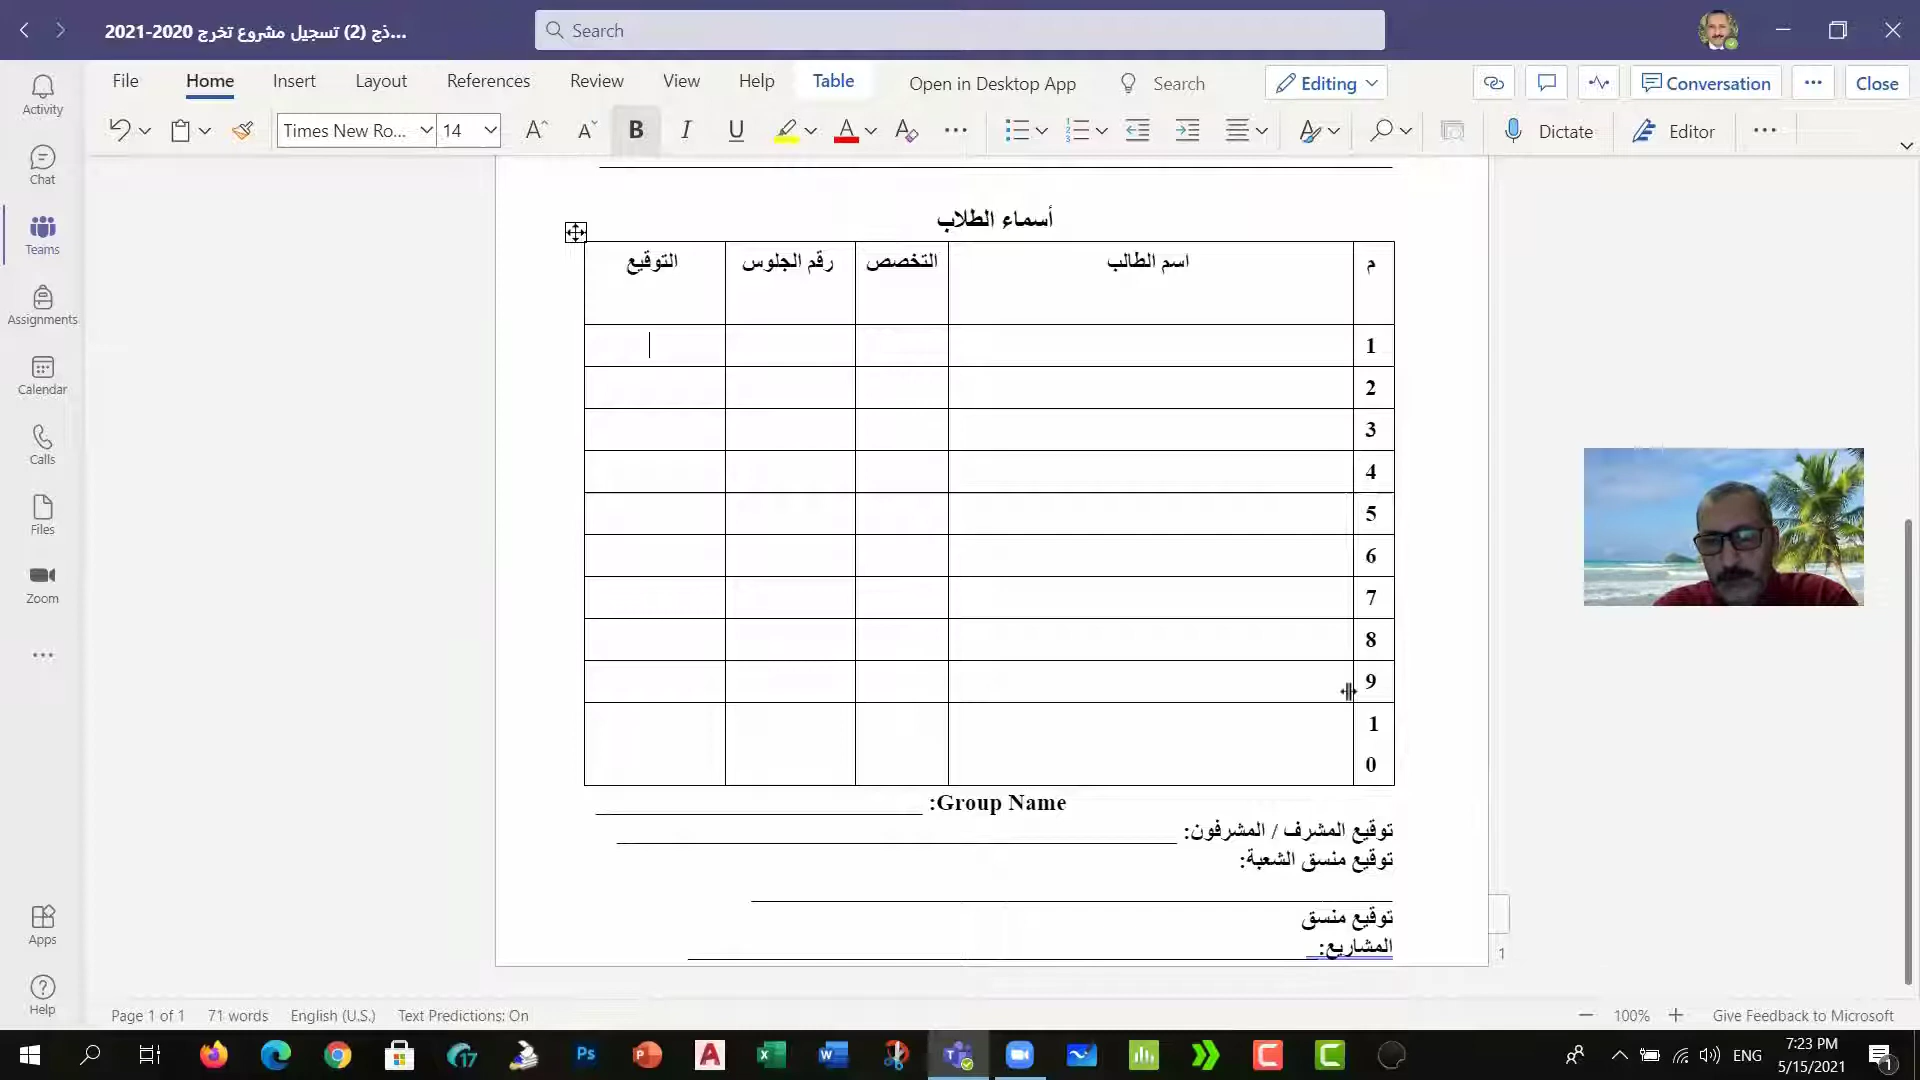 ...ذج (2) تسجيل مشروع تخرج 2020-2021
Search
File Home Insert Layout References Review View Help Table Open in Desktop App Search Editing Conversation Close
Times New Ro... 14 B I U A Dictate Editor
Activity
Chat
Teams
Assignments
Calendar
Calls
Files
Zoom
Apps
Help
أسماء الطلاب
م اسم الطالب التخصص رقم الجلوس التوقيع
1
2
3
4
5
6
7
8
9
1
0
Group Name:
توقيع المشرف / المشرفون:
توقيع منسق الشعبة:
توقيع منسق
المشاريع:
1
Page 1 of 1 71 words English (U.S.) Text Predictions: On 100% Give Feedback to Microsoft
17 Ps ENG 7:23 PM
5/15/2021
1